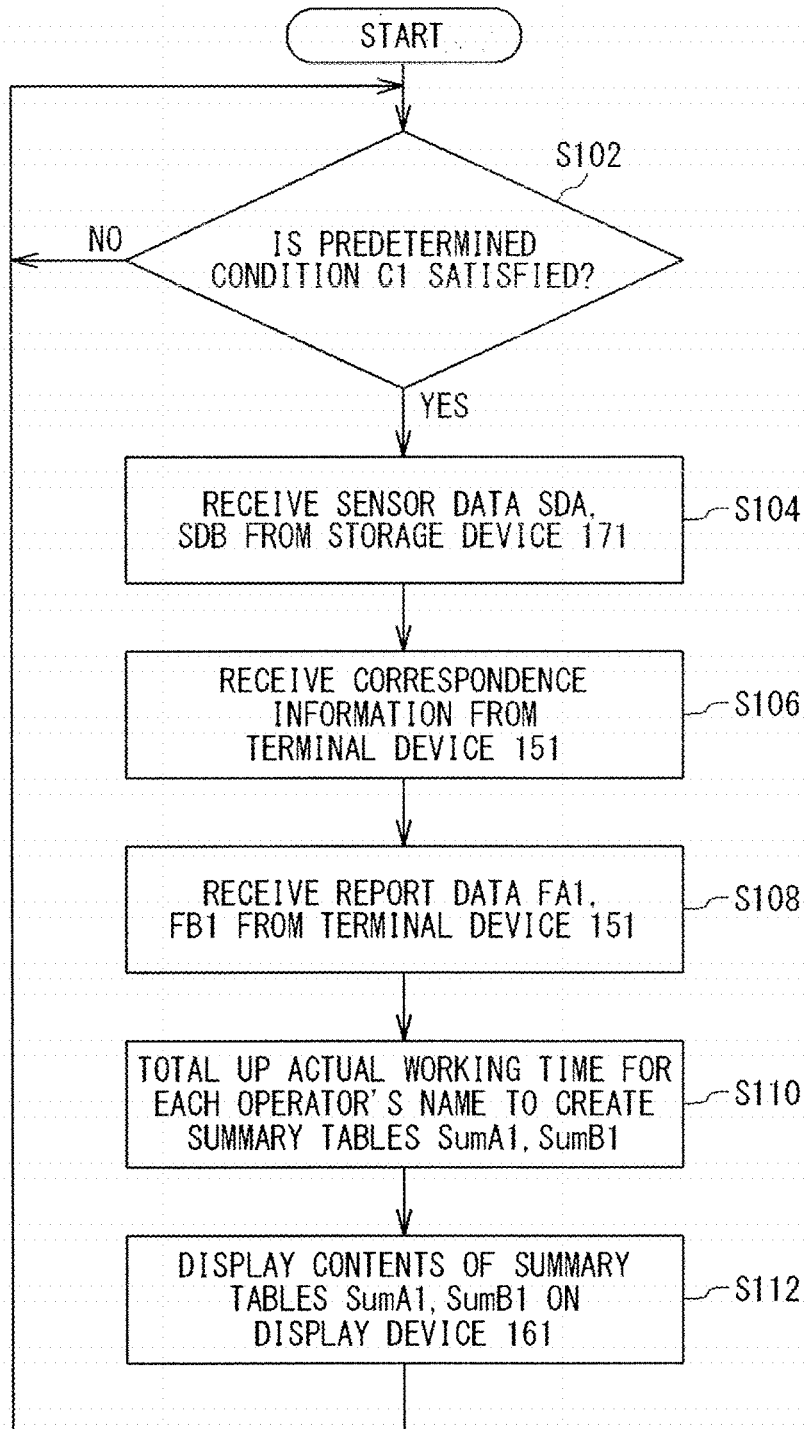 START
S102
NO
IS PREDETERMINED
CONDITION C1 SATISFIED?
YES
RECEIVE SENSOR DATA SDA,
SDB FROM STORAGE DEVICE 171
S104
RECEIVE CORRESPONDENCE
INFORMATION FROM
TERMINAL DEVICE 151
S106
RECEIVE REPORT DATA FA1,
FB1 FROM TERMINAL DEVICE 151
S108
TOTAL UP ACTUAL WORKING TIME FOR
EACH OPERATOR'S NAME TO CREATE
SUMMARY TABLES SumA1, SumB1
S110
DISPLAY CONTENTS OF SUMMARY
TABLES SumA1, SumB1 ON
DISPLAY DEVICE 161
S112